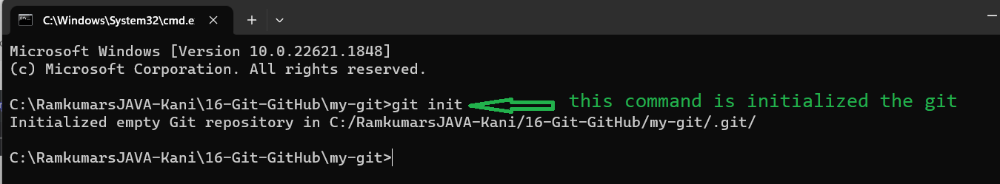 C:\Windows\System32\cmd.e
Microsoft Windows [Version 10.0.22621.1848]
(c) Microsoft Corporation. All rights reserved.
C:\RamkumarsJAVA-Kani\16-Git-GitHub\my-git>git init this command is initialized the git
Initialized empty Git repository in C:/RamkumarsJAVA-Kani/16-Git-GitHub/my-git/.git/
C:\RamkumarsJAVA-Kani\16-Git-GitHub\my-git>